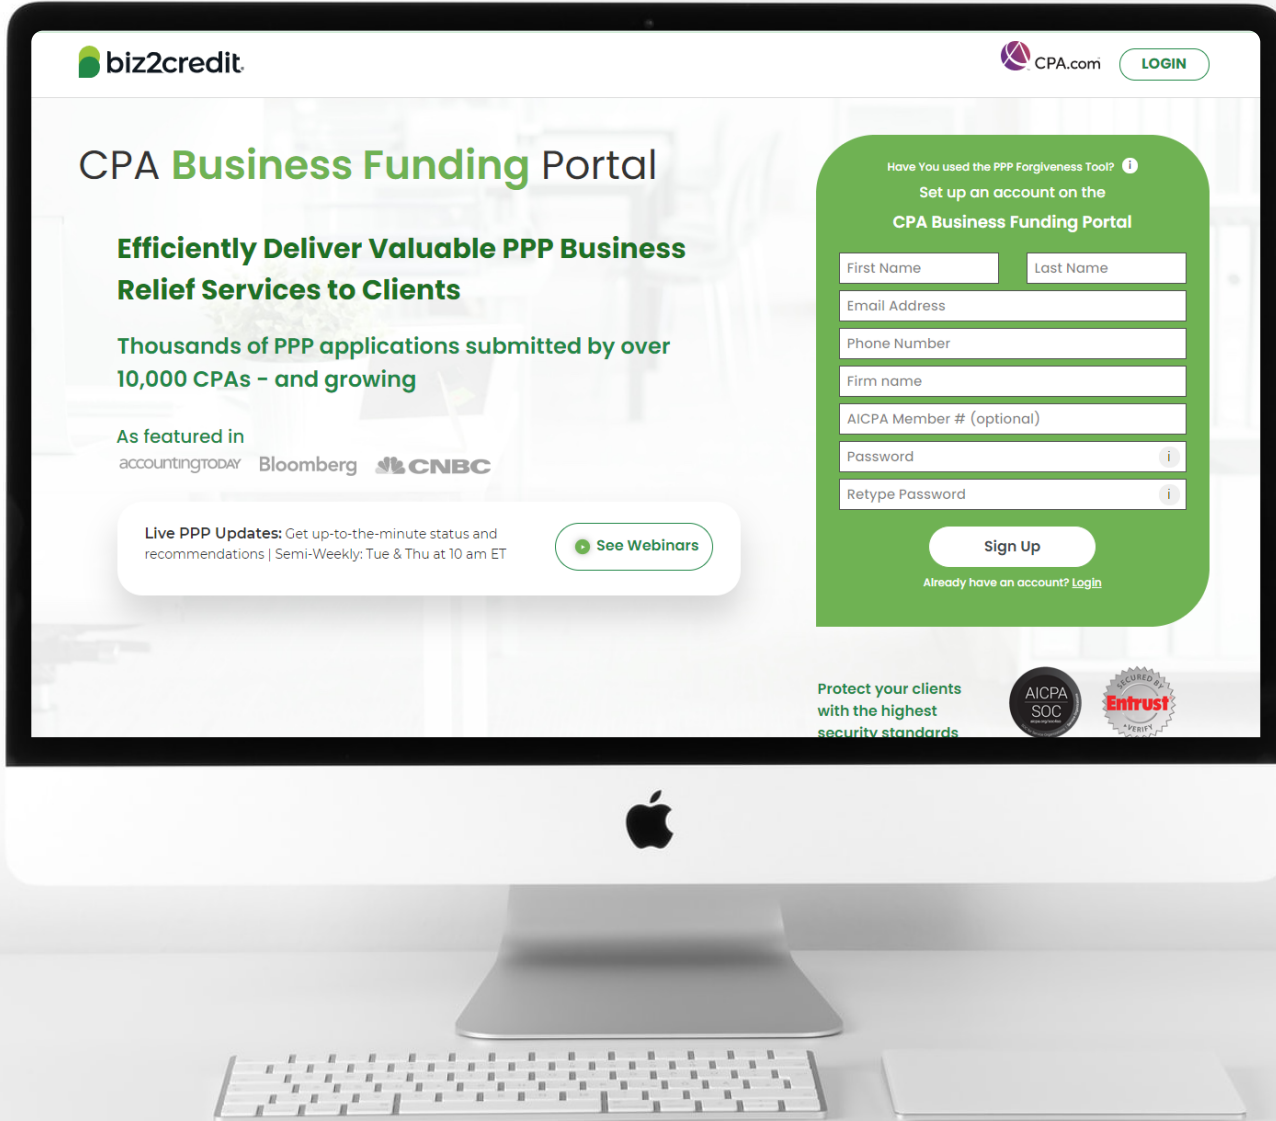 biz2credit
CPA.com
LOGIN
CPA Business Funding Portal
Efficiently Deliver Valuable PPP Business
Relief Services to Clients
Thousands of PPP applications submitted by over
10,000 CPAs - and growing
As featured in
accountingTODAY Bloomberg CNBC
Live PPP Updates: Get up-to-the-minute status and
recommendations | Semi-Weekly: Tue & Thu at 10 am ET
See Webinars
Have You used the PPP Forgiveness Tool? i
Set up an account on the
CPA Business Funding Portal
First Name Last Name
Email Address
Phone Number
Firm name
AICPA Member # (optional)
Password i
Retype Password i
Sign Up
Already have an account? Login
Protect your clients
with the highest
security standards
AICPA
SOC
SECURED BY
Entrust
VERIFY